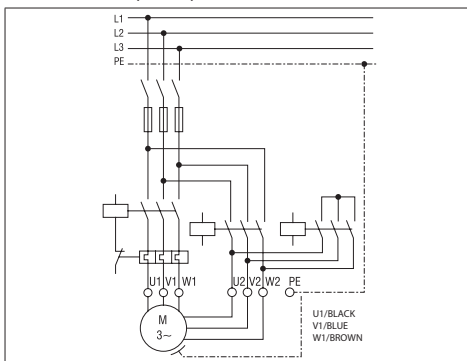 L1
L2
L3
PE
U1 V1 W1
U2 V2 W2 PE
M
3~
U1/BLACK
V1/BLUE
W1/BROWN